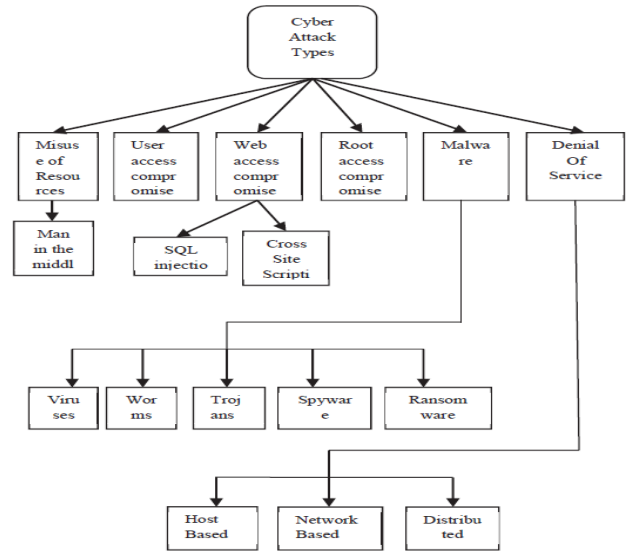 Cyber
Attack
Types
Misus
e of
Resou
rces
User
access
compr
omise
Web
access
compr
omise
Root
access
compr
omise
Malwa
re
Denial
Of
Service
Man
in the
middl
SQL
injectio
Cross
Site
Scripti
Viru
ses
Wor
ms
Troj
ans
Spywar
e
Ransom
ware
Host
Based
Network
Based
Distribu
ted